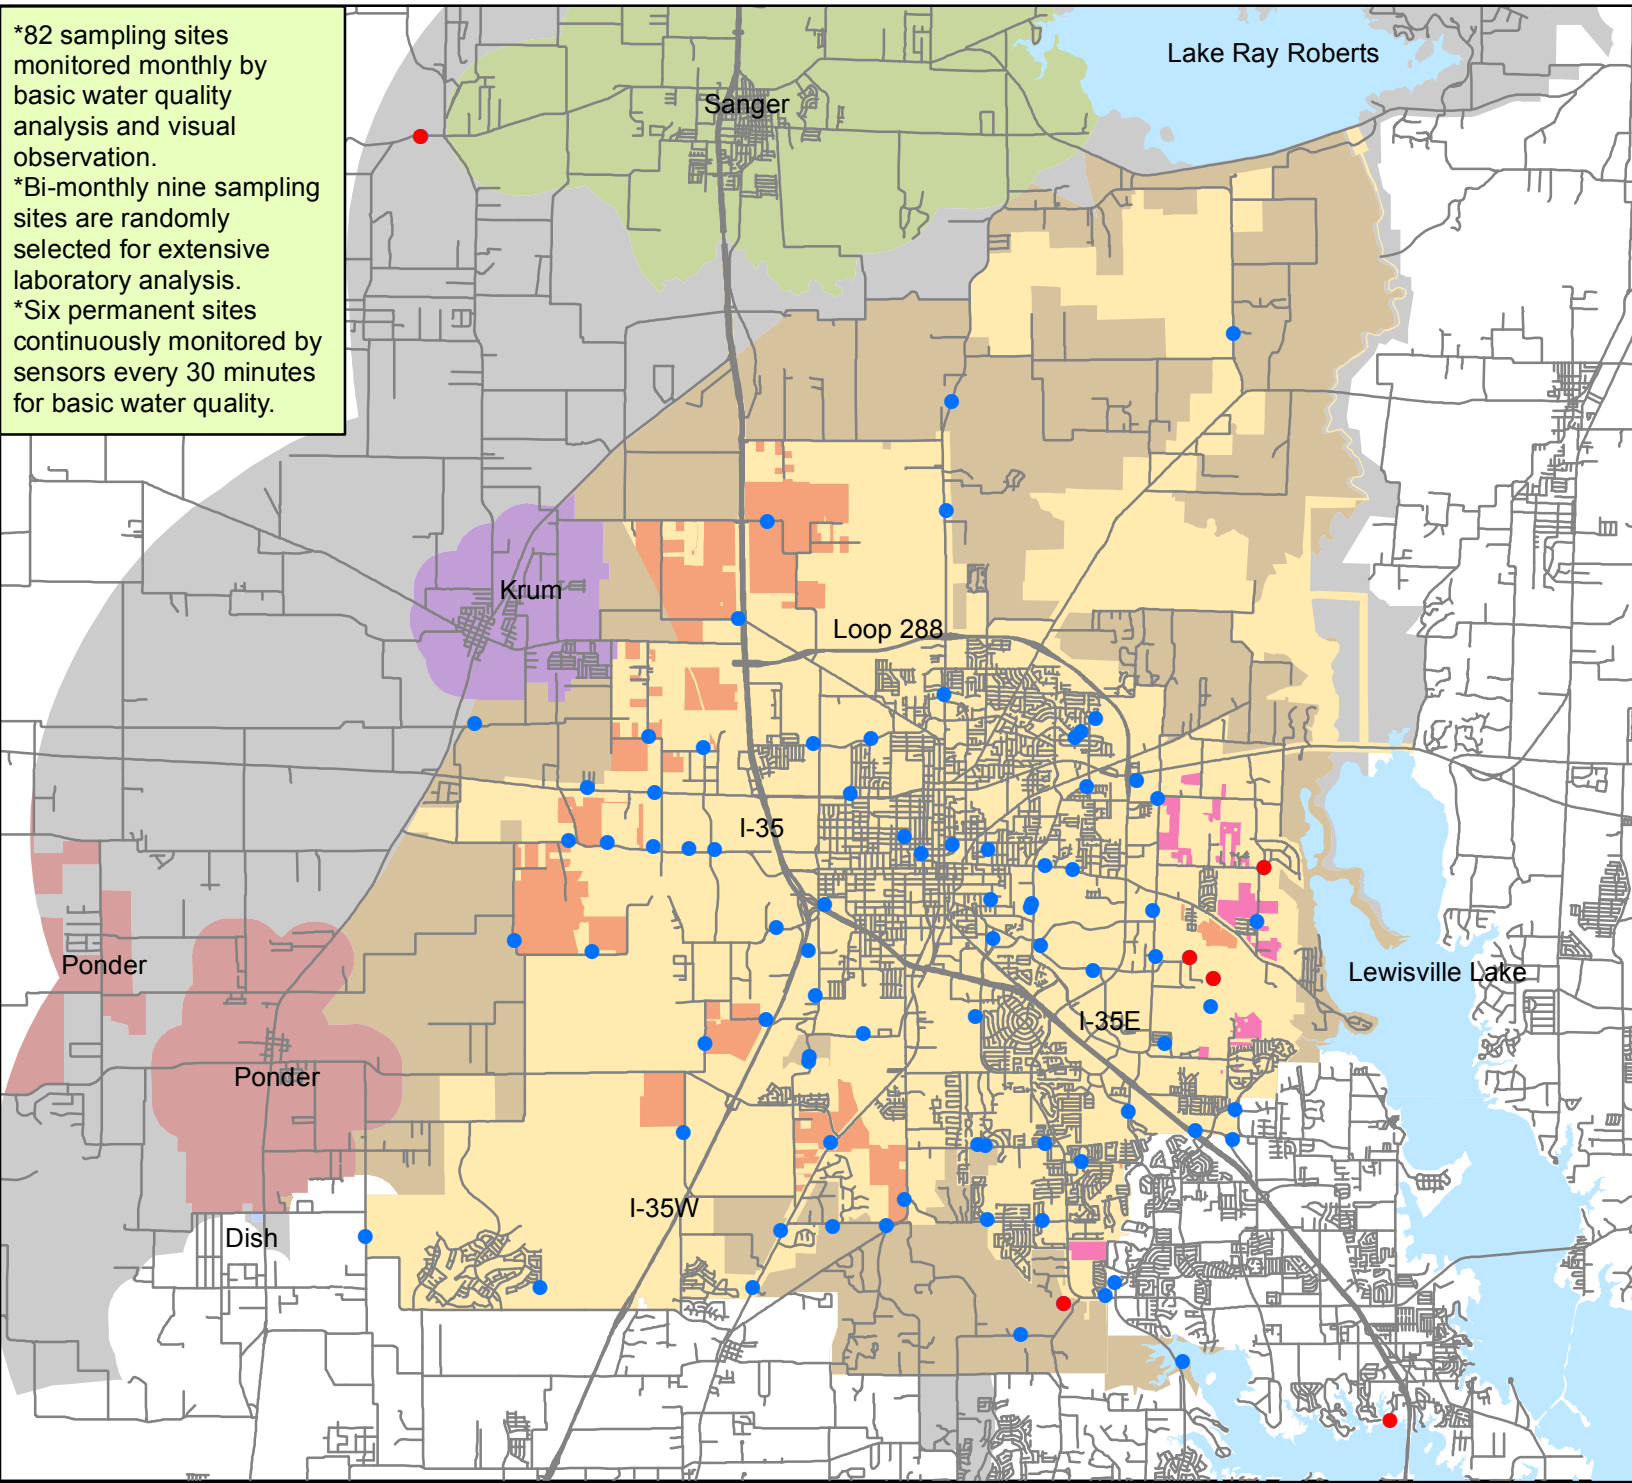 *82 sampling sites
monitored monthly by
basic water quality
analysis and visual
observation.
*Bi-monthly nine sampling
sites are randomly
selected for extensive
laboratory analysis.
*Six permanent sites
continuously monitored by
sensors every 30 minutes
for basic water quality.
Lake Ray Roberts
Sanger
Krum
Loop 288
I-35
Ponder
Lewisville Lake
I-35E
Ponder
I-35W
Dish